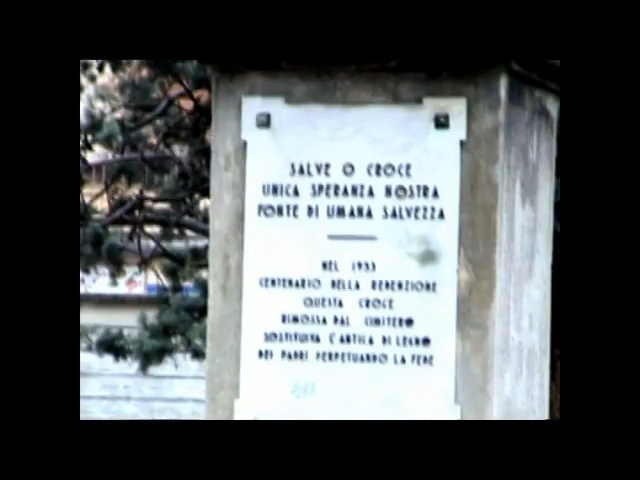 SALVE O CROCE
UNICA SPERANZA NOSTRA
FONTE DI UMANA SALVEZZA
NEL 1933
CENTENARIO DELLA REDENZIONE
QUESTA CROCE
RIMOSSA DAL CIMITERO
SOSTITUIVA L'ANTICA DI LEGNO
DEI PADRI PERPETUANDO LA FEDE